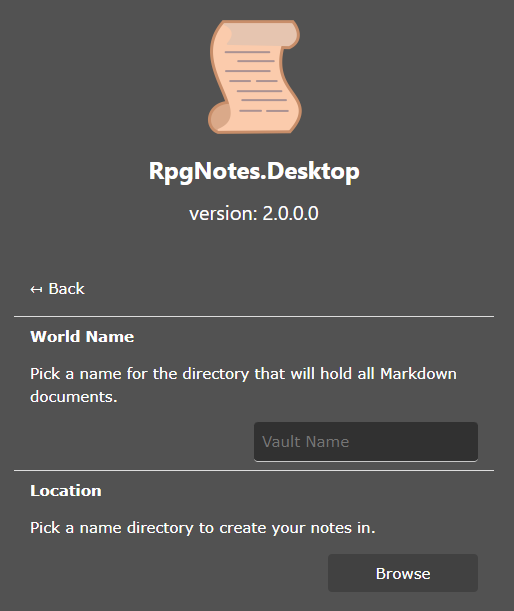 RpgNotes.Desktop
version: 2.0.0.0
↤ Back
World Name
Pick a name for the directory that will hold all Markdown
documents.
Vault Name
Location
Pick a name directory to create your notes in.
Browse